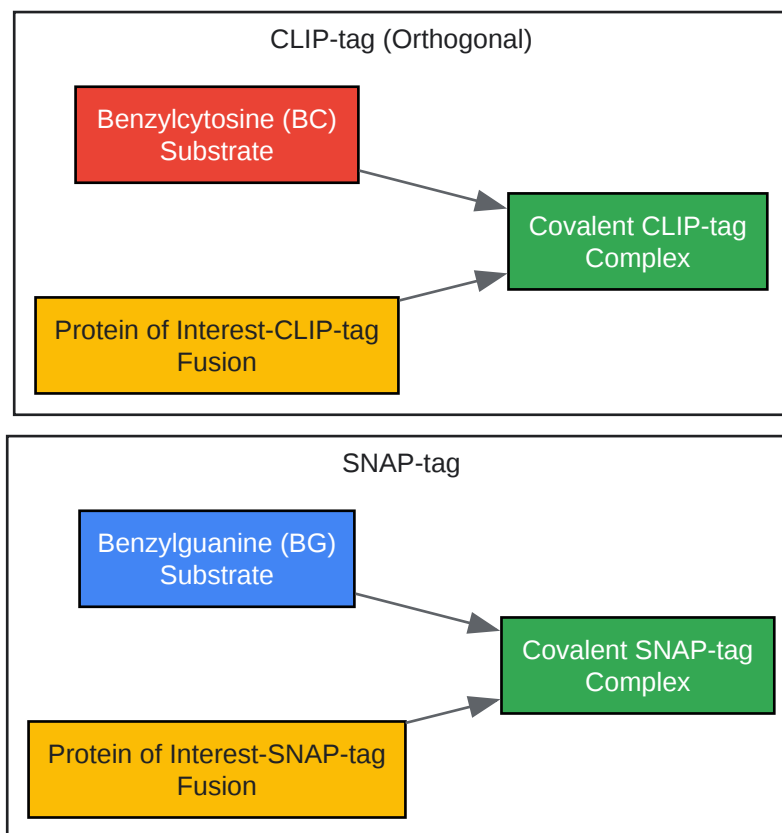 CLIP-tag (Orthogonal)
Benzylcytosine (BC)
Substrate
Covalent CLIP-tag
Complex
Protein of Interest-CLIP-tag
Fusion
SNAP-tag
Benzylguanine (BG)
Substrate
Covalent SNAP-tag
Complex
Protein of Interest-SNAP-tag
Fusion